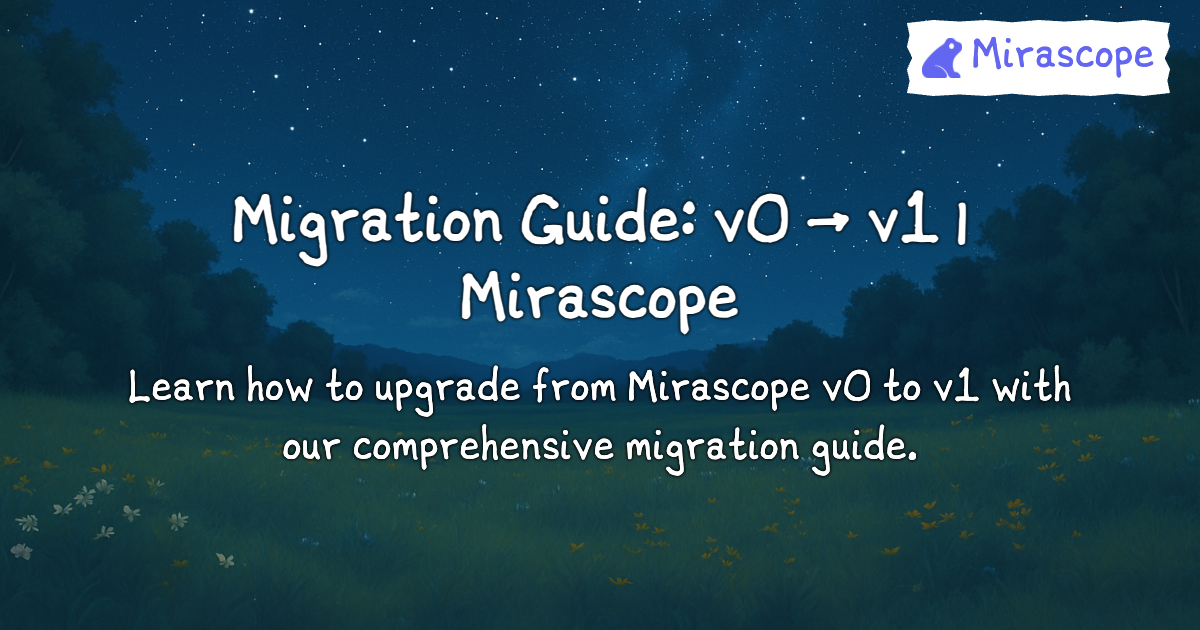 Mirascope
Migration Guide: v0 → v1 |
Mirascope
Learn how to upgrade from Mirascope v0 to v1 with
our comprehensive migration guide.